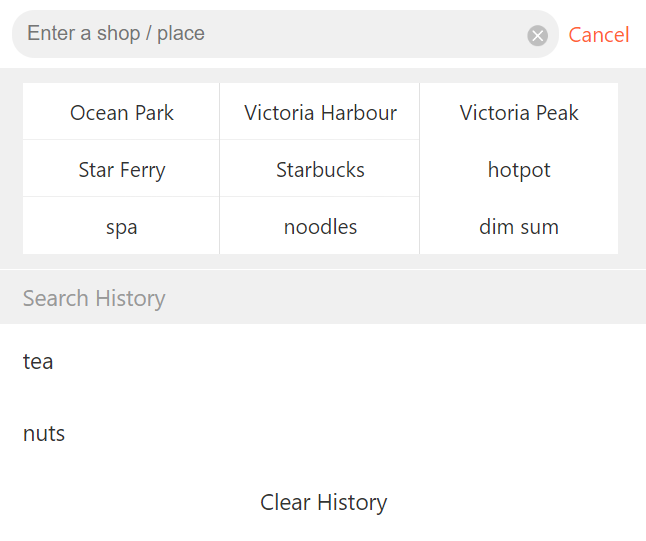 Enter a shop / place
Cancel
Ocean Park Victoria Harbour Victoria Peak
Star Ferry Starbucks hotpot
spa noodles dim sum
Search History
tea
nuts
Clear History